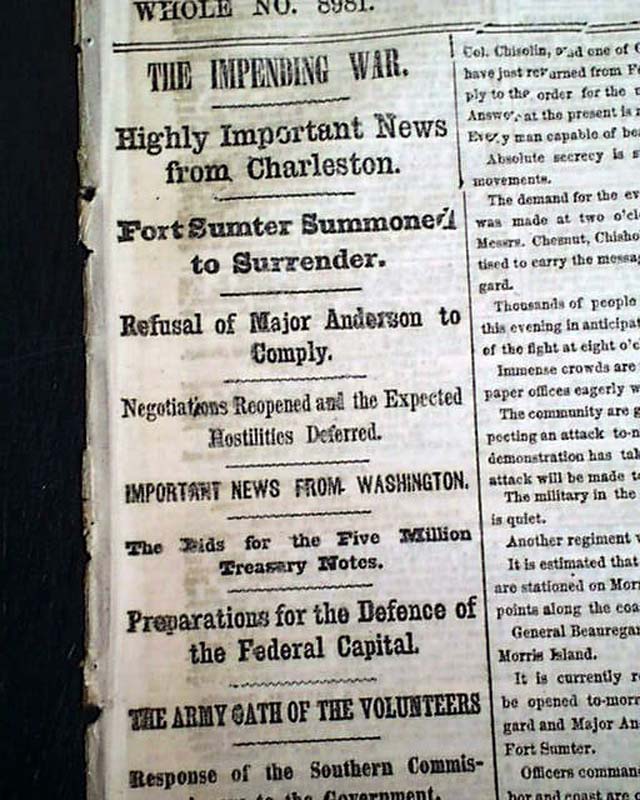 WHOLE NO. 8981.
THE IMPENDING WAR.
Highly Important News
from Charleston.
Fort Sumter Summoned
to Surrender.
Refusal of Major Anderson to
Comply.
Negotiations Reopened and the Expected
Hostilities Deferred.
IMPORTANT NEWS FROM WASHINGTON.
The Bids for the Five Million
Treasury Notes.
Preparations for the Defence of
the Federal Capital.
THE ARMY OATH OF THE VOLUNTEERS
Response of the Southern Commis-
to the Government.
Col. Chisolm, and one of
have just returned from
ply to the order for the
Answer at the present is
Every man capable of
Absolute secrecy is
movements.
The demand for the
was made at two
Messrs. Chesnut,
tised to carry the
gard.
Thousands of people
this evening in
of the fight at eight
Immense crowds are
paper offices eagerly
The community are
pecting an attack
demonstration has
attack will be made
The military in the
is quiet.
Another regiment
It is estimated that
are stationed on
points along the
General
Morris Island.
It is currently
be opened
gard and Major
Fort Sumter.
Officers
bor and coast are